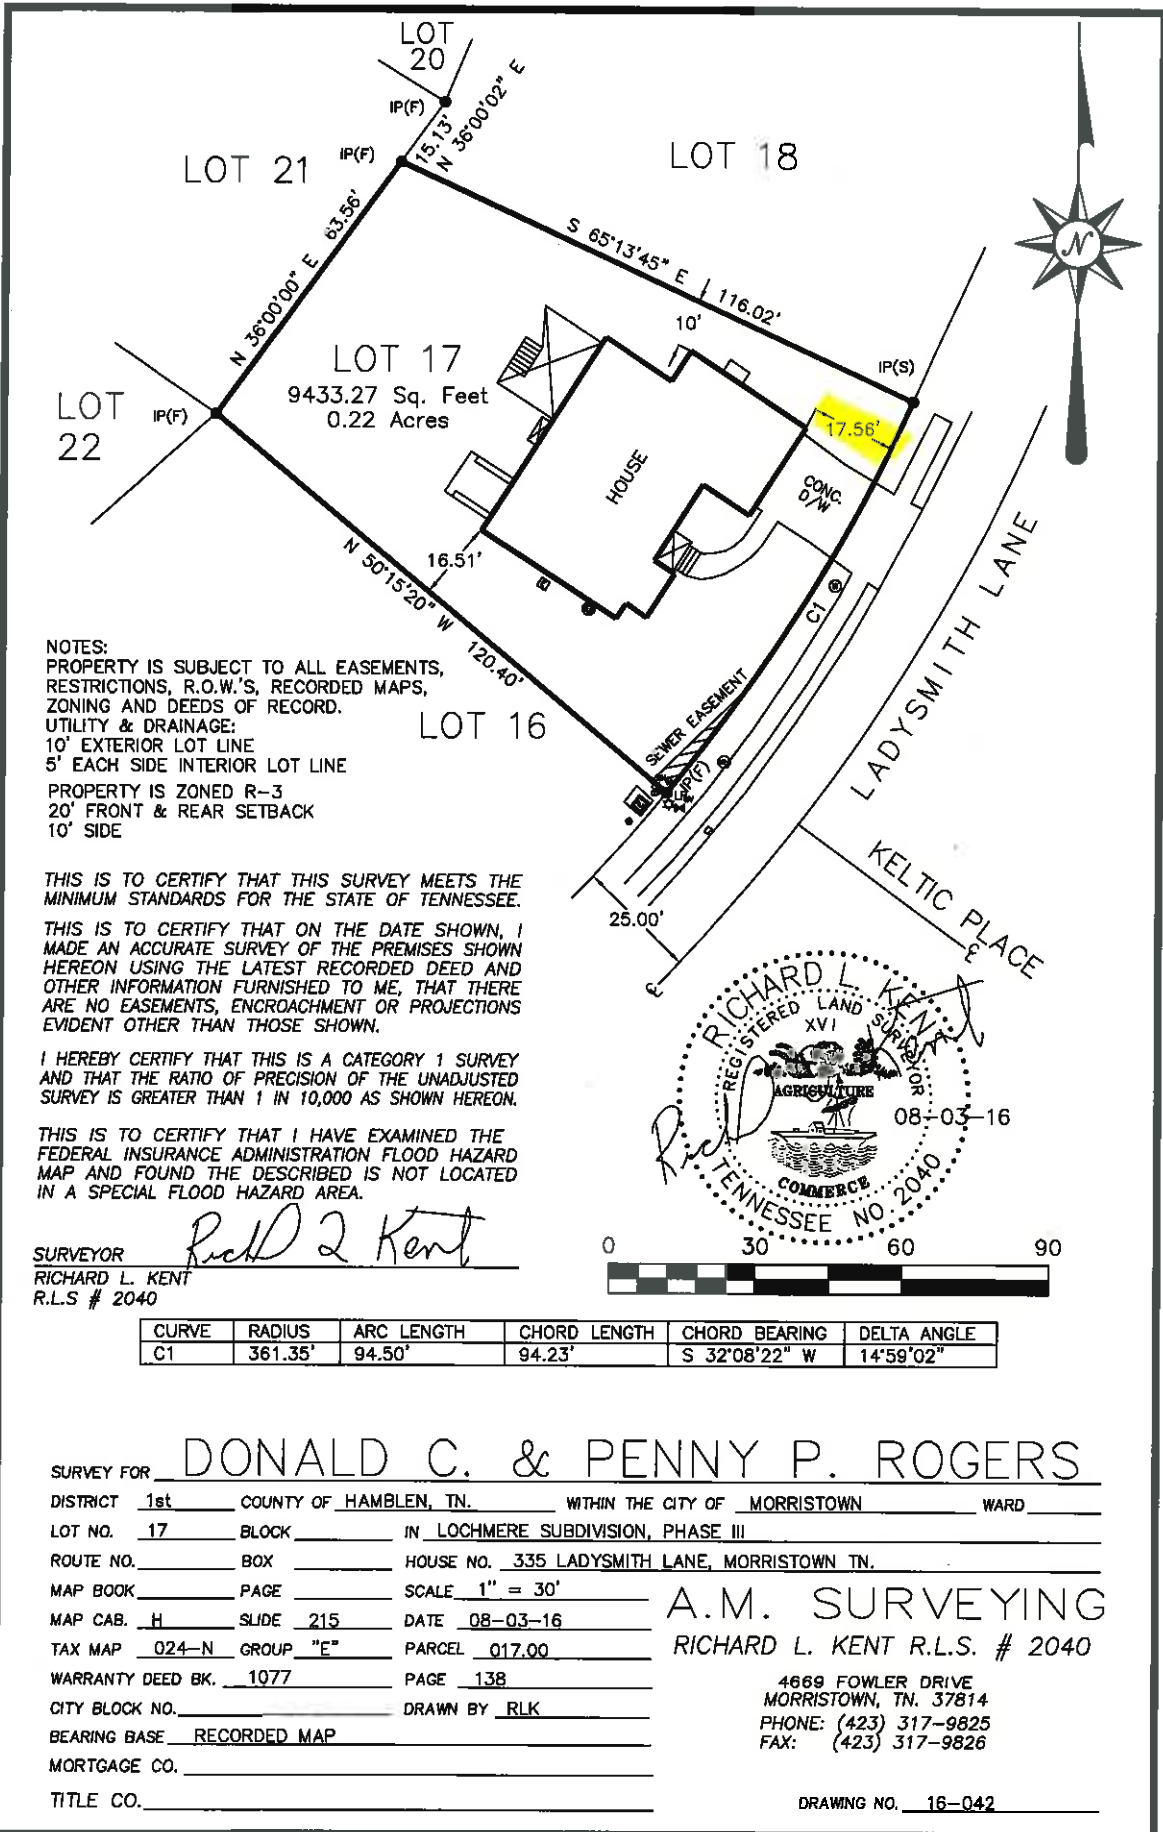 LOT
20
IP(F)
15.13'
N 36°00'02" E
LOT 21
IP(F)
LOT 18
63.56'
N 36°00'00" E
S 65°13'45" E
116.02'
10'
N
IP(S)
LOT 17
9433.27 Sq. Feet
0.22 Acres
LOT
22
IP(F)
17.56'
HOUSE
CONC.
D/W
16.51'
N 50°15'20" W
120.40'
C1
LADYSMITH LANE
SEWER EASEMENT
IP(F)
LOT 16
KELTIC PLACE
25.00'
NOTES:
PROPERTY IS SUBJECT TO ALL EASEMENTS,
RESTRICTIONS, R.O.W.'S, RECORDED MAPS,
ZONING AND DEEDS OF RECORD.
UTILITY & DRAINAGE:
10' EXTERIOR LOT LINE
5' EACH SIDE INTERIOR LOT LINE
PROPERTY IS ZONED R-3
20' FRONT & REAR SETBACK
10' SIDE
THIS IS TO CERTIFY THAT THIS SURVEY MEETS THE
MINIMUM STANDARDS FOR THE STATE OF TENNESSEE.
THIS IS TO CERTIFY THAT ON THE DATE SHOWN, I
MADE AN ACCURATE SURVEY OF THE PREMISES SHOWN
HEREON USING THE LATEST RECORDED DEED AND
OTHER INFORMATION FURNISHED TO ME, THAT THERE
ARE NO EASEMENTS, ENCROACHMENT OR PROJECTIONS
EVIDENT OTHER THAN THOSE SHOWN.
I HEREBY CERTIFY THAT THIS IS A CATEGORY 1 SURVEY
AND THAT THE RATIO OF PRECISION OF THE UNADJUSTED
SURVEY IS GREATER THAN 1 IN 10,000 AS SHOWN HEREON.
THIS IS TO CERTIFY THAT I HAVE EXAMINED THE
FEDERAL INSURANCE ADMINISTRATION FLOOD HAZARD
MAP AND FOUND THE DESCRIBED IS NOT LOCATED
IN A SPECIAL FLOOD HAZARD AREA.
SURVEYOR Richd L Kent
RICHARD L. KENT
R.L.S # 2040
RICHARD L. KENT
REGISTERED LAND SURVEYOR
XVI
AGRICULTURE
08-03-16
COMMERCE
TENNESSEE NO. 2040
0 30 60 90
CURVE RADIUS ARC LENGTH CHORD LENGTH CHORD BEARING DELTA ANGLE
C1 361.35' 94.50' 94.23' S 32°08'22" W 14°59'02"
SURVEY FOR DONALD C. & PENNY P. ROGERS
DISTRICT 1st COUNTY OF HAMBLEN, TN. WITHIN THE CITY OF MORRISTOWN WARD
LOT NO. 17 BLOCK IN LOCHMERE SUBDIVISION, PHASE III
ROUTE NO. BOX HOUSE NO. 335 LADYSMITH LANE, MORRISTOWN TN.
MAP BOOK PAGE SCALE 1" = 30'
MAP CAB. H SLIDE 215 DATE 08-03-16
TAX MAP 024-N GROUP "E" PARCEL 017.00
WARRANTY DEED BK. 1077 PAGE 138
CITY BLOCK NO. DRAWN BY RLK
BEARING BASE RECORDED MAP
MORTGAGE CO.
TITLE CO.
A.M. SURVEYING
RICHARD L. KENT R.L.S. # 2040
4669 FOWLER DRIVE
MORRISTOWN, TN. 37814
PHONE: (423) 317-9825
FAX: (423) 317-9826
DRAWING NO. 16-042